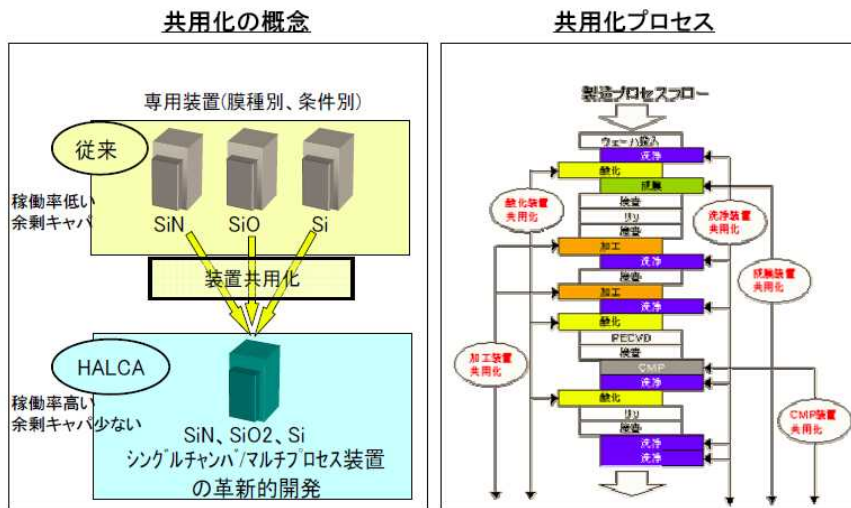 共用化の概念
専用装置(膜種別、条件別)
従来
稼働率低い
余剰キャパ
SiN
SiO
Si
装置共用化
HALCA
稼働率高い
余剰キャパ少ない
SiN、SiO2、Si
シングルチャンバ/マルチプロセス装置
の革新的開発
共用化プロセス
製造プロセスフロー
ウェーハ投入
洗浄
酸化
成膜
検査
リソ
検査
加工
洗浄
検査
加工
洗浄
酸化
PECVD
検査
CMP
洗浄
酸化
リソ
検査
洗浄
洗浄
酸化装置
共用化
洗浄装置
共用化
成膜装置
共用化
加工装置
共用化
CMP装置
共用化